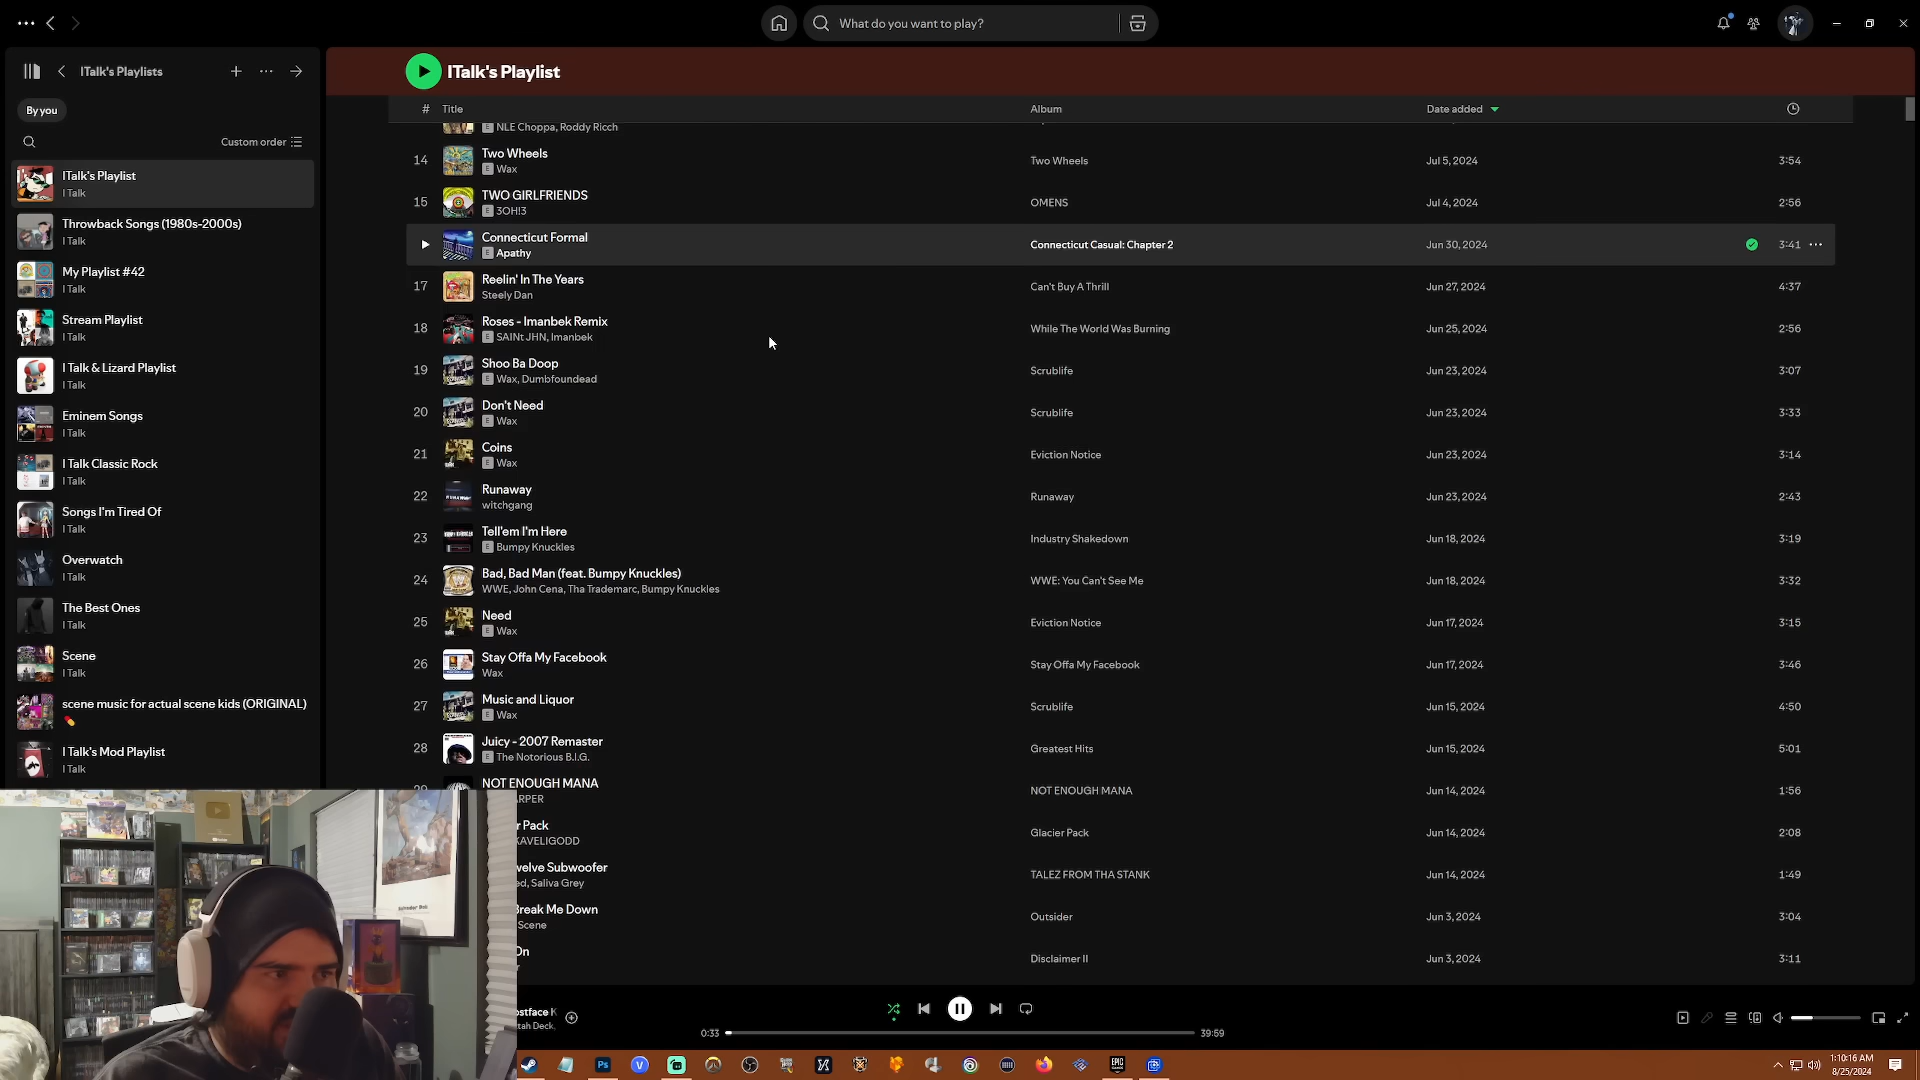 What do you want to play?
ITalk's Playlists
By you
Custom order
ITalk's Playlist
I Talk
Throwback Songs (1980s-2000s)
I Talk
My Playlist #42
I Talk
Stream Playlist
I Talk
I Talk & Lizard Playlist
I Talk
Eminem Songs
I Talk
I Talk Classic Rock
I Talk
Songs I'm Tired Of
I Talk
Overwatch
I Talk
The Best Ones
I Talk
Scene
I Talk
scene music for actual scene kids (ORIGINAL)
I Talk's Mod Playlist
I Talk
ITalk's Playlist
# Title Album Date added
E NLE Choppa, Roddy Ricch
14 Two Wheels Two Wheels Jul 5, 2024 3:54
E Wax
15 TWO GIRLFRIENDS OMENS Jul 4, 2024 2:56
E 3OH!3
Connecticut Formal Connecticut Casual: Chapter 2 Jun 30, 2024 3:41
E Apathy
17 Reelin' In The Years Can't Buy A Thrill Jun 27, 2024 4:37
Steely Dan
18 Roses - Imanbek Remix While The World Was Burning Jun 25, 2024 2:56
E SAINt JHN, Imanbek
19 Shoo Ba Doop Scrublife Jun 23, 2024 3:07
E Wax, Dumbfoundead
20 Don't Need Scrublife Jun 23, 2024 3:33
E Wax
21 Coins Eviction Notice Jun 23, 2024 3:14
E Wax
22 Runaway Runaway Jun 23, 2024 2:43
witchgang
23 Tell'em I'm Here Industry Shakedown Jun 18, 2024 3:19
E Bumpy Knuckles
24 Bad, Bad Man (feat. Bumpy Knuckles) WWE: You Can't See Me Jun 18, 2024 3:32
WWE, John Cena, Tha Trademarc, Bumpy Knuckles
25 Need Eviction Notice Jun 17, 2024 3:15
E Wax
26 Stay Offa My Facebook Stay Offa My Facebook Jun 17, 2024 3:46
Wax
27 Music and Liquor Scrublife Jun 15, 2024 4:50
E Wax
28 Juicy - 2007 Remaster Greatest Hits Jun 15, 2024 5:01
E The Notorious B.I.G.
NOT ENOUGH MANA NOT ENOUGH MANA Jun 14, 2024 1:56
ARPER
r Pack Glacier Pack Jun 14, 2024 2:08
KAVELIGODD
welve Subwoofer TALEZ FROM THA STANK Jun 14, 2024 1:49
ed, Saliva Grey
Break Me Down Outsider Jun 3, 2024 3:04
Scene
On Disclaimer II Jun 3, 2024 3:11
ostface K
tah Deck,
0:33 39:59
1:10:16 AM
8/25/2024